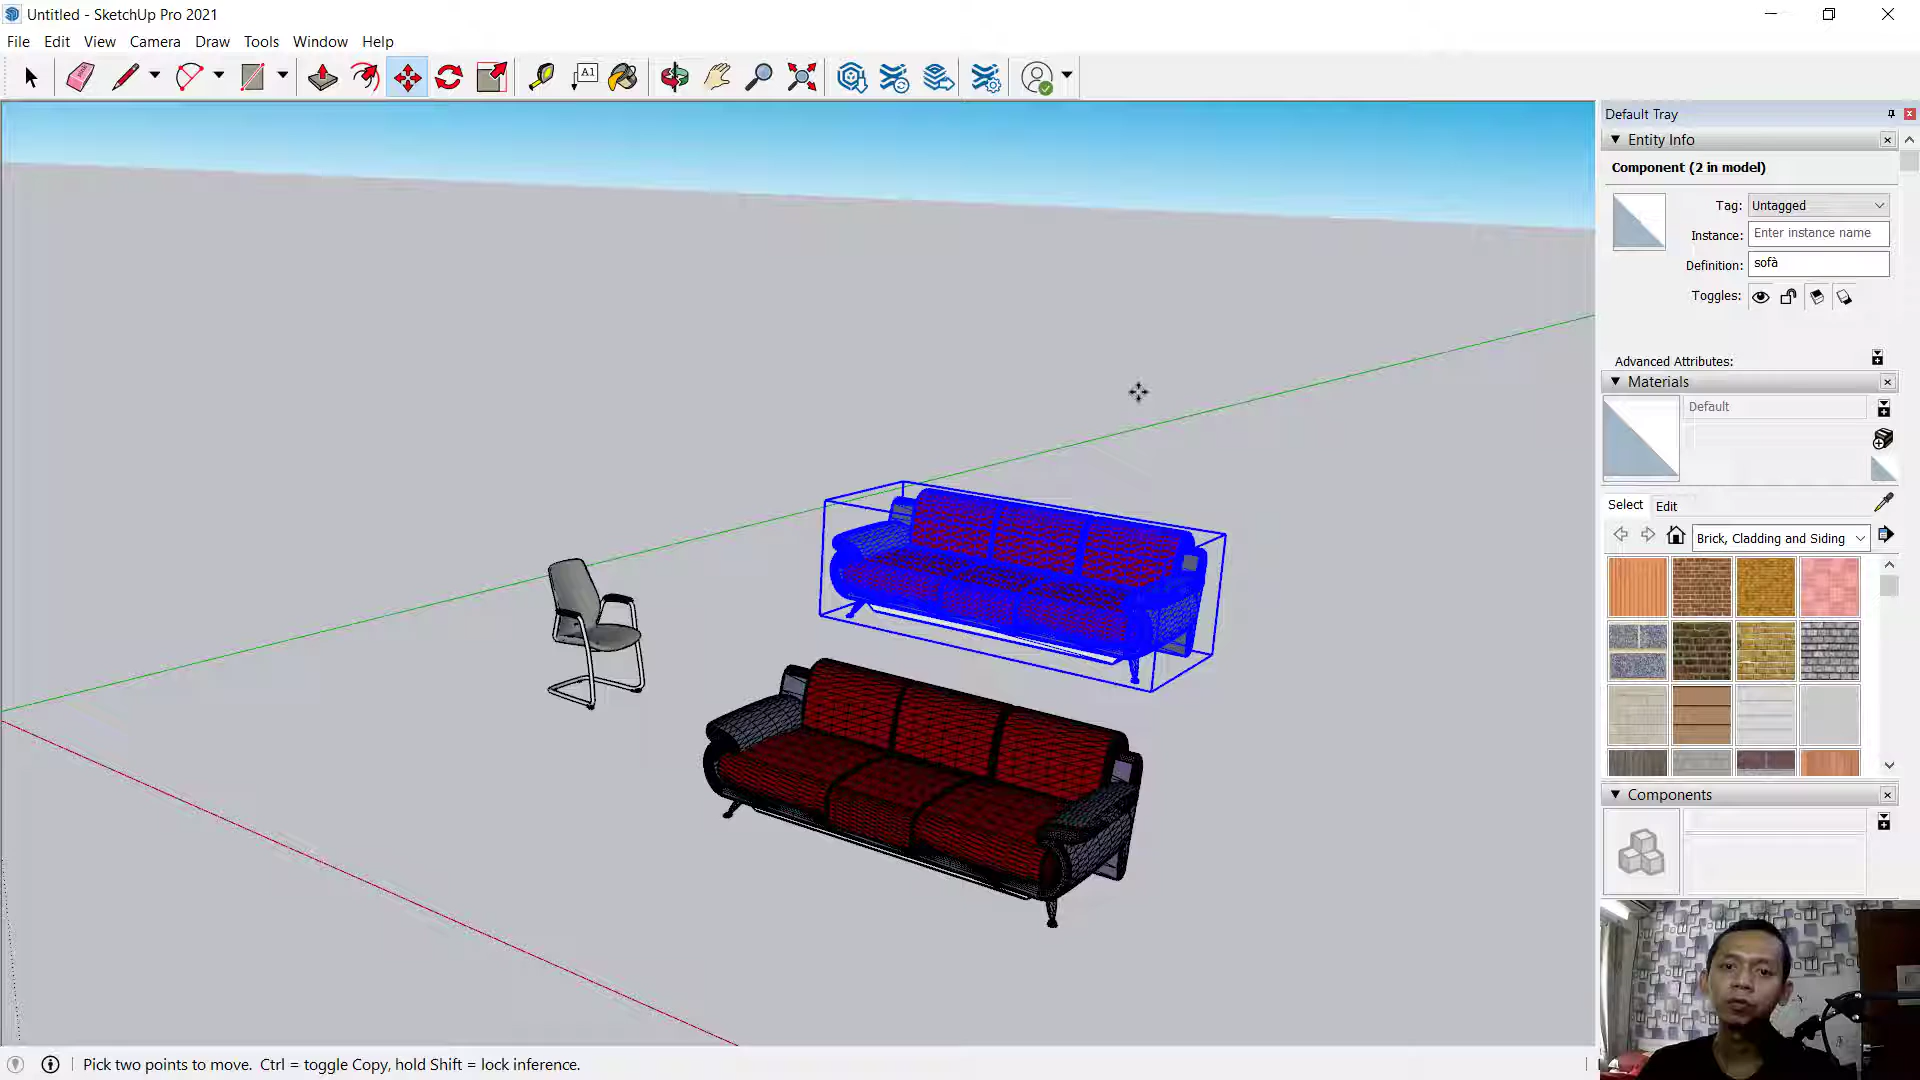 Untitled - SketchUp Pro 2021
File Edit View Camera Draw Tools Window Help
A1
Default Tray
Entity Info
Component (2 in model)
Tag: Untagged
Instance: Enter instance name
Definition: sofà
Toggles:
Advanced Attributes:
Materials
Default
Select Edit
Brick, Cladding and Siding
Components
Pick two points to move. Ctrl = toggle Copy, hold Shift = lock inference.